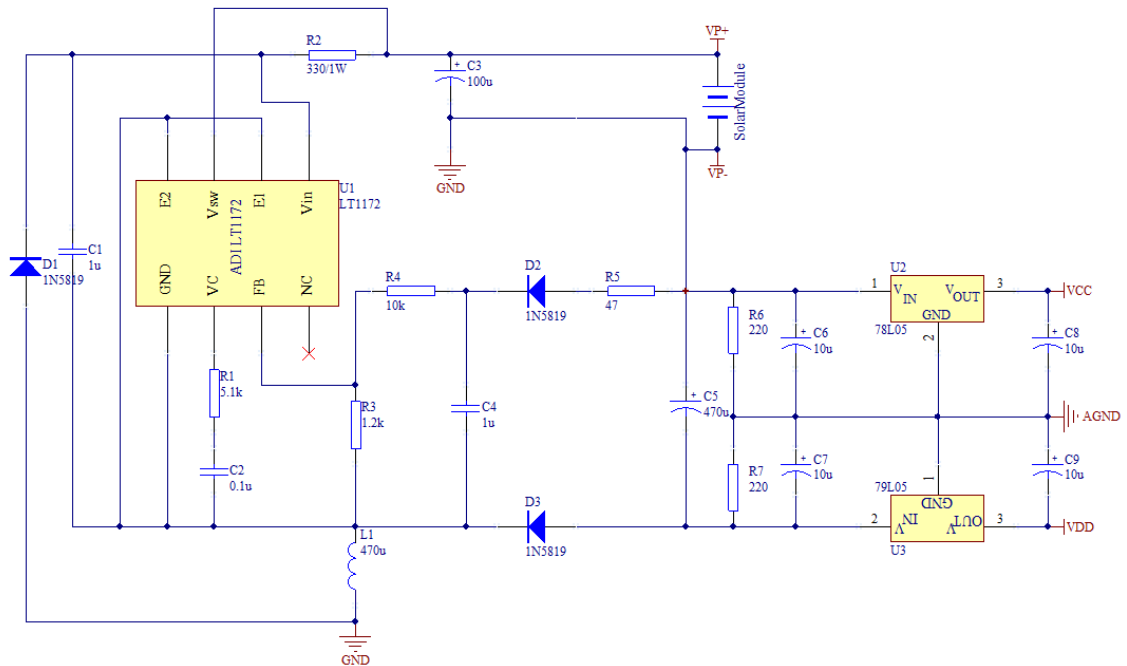 R2
330/1W
VP+
C3
100u
SolarModule
VP-
GND
E2
Vsw
E1
Vin
U1
LT1172
ADI LT1172
GND
VC
FB
NC
D1
1N5819
C1
1u
R4
10k
D2
1N5819
R5
47
U2
1
V IN
V OUT
GND
3
VCC
78L05
2
R6
220
C6
10u
C8
10u
R1
5.1k
R3
1.2k
C4
1u
C5
470u
AGND
C2
0.1u
R7
220
C7
10u
79L05
1
C9
10u
D3
1N5819
GND
2
V IN
V OUT
3
VDD
U3
L1
470u
GND